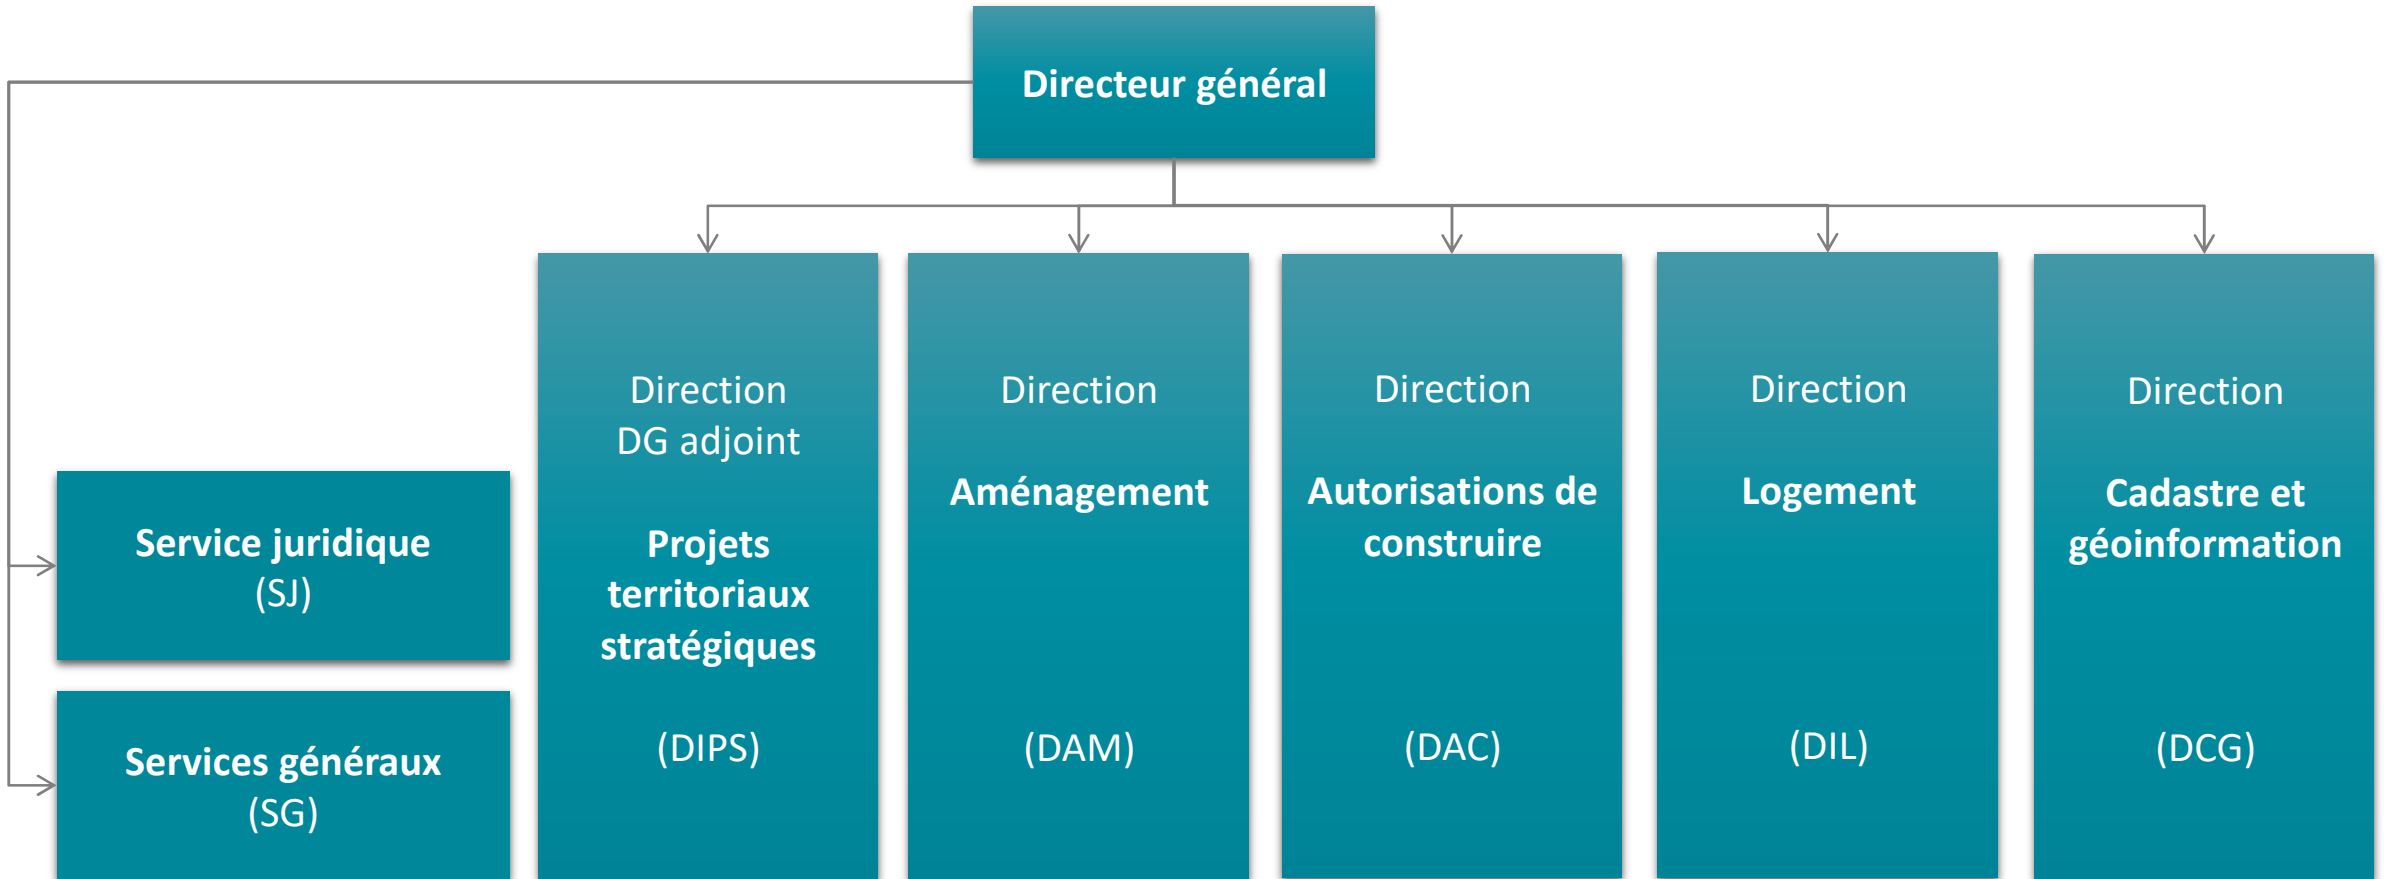 Directeur général
Service juridique
(SJ)
Services généraux
(SG)
Direction
DG adjoint
Projets
territoriaux
stratégiques
(DIPS)
Direction
Aménagement
(DAM)
Direction
Autorisations de
construire
(DAC)
Direction
Logement
(DIL)
Direction
Cadastre et
géoinformation
(DCG)